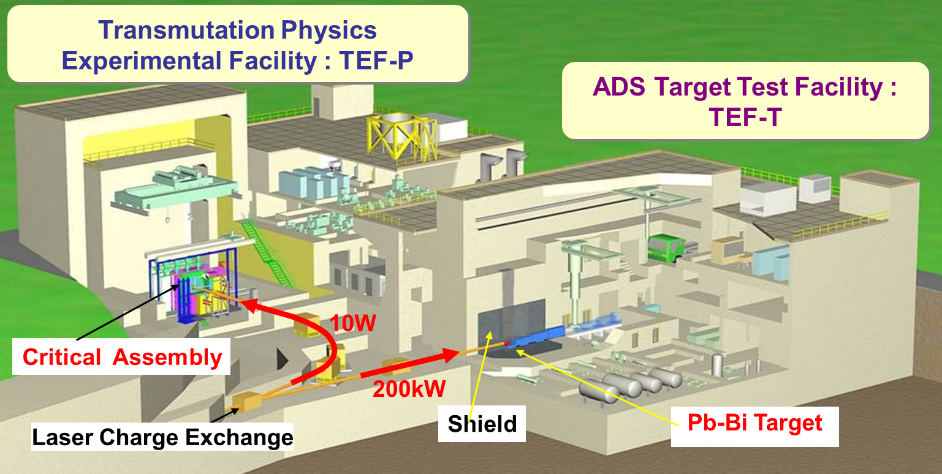 Transmutation Physics
Experimental Facility : TEF-P
ADS Target Test Facility :
TEF-T
10W
Critical Assembly
200kW
Laser Charge Exchange
Shield
Pb-Bi Target